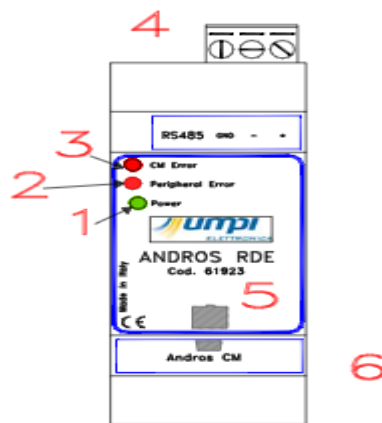 4
RS485 GND - +
3
CM Error
2
Peripheral Error
1
Power
umpi
ELETTRONICA
ANDROS RDE
Cod. 61923
Made in Italy
5
CE
Andros CM
6